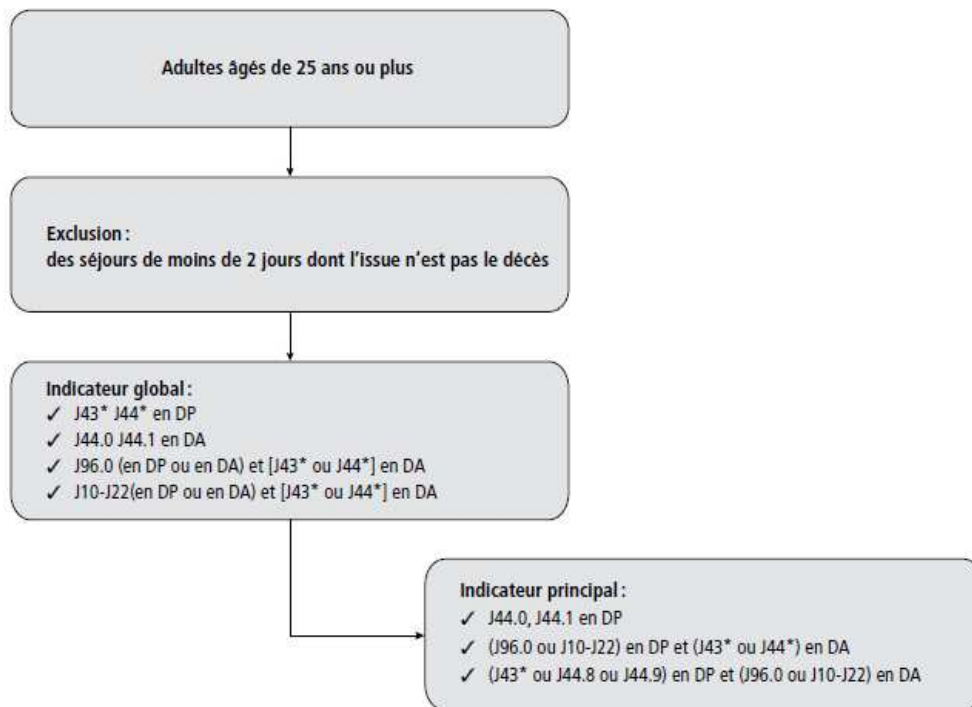 Adultes âgés de 25 ans ou plus
Exclusion :
des séjours de moins de 2 jours dont l'issue n'est pas le décès
Indicateur global :
✓ J43* J44* en DP
✓ J44.0 J44.1 en DA
✓ J96.0 (en DP ou en DA) et [J43* ou J44*] en DA
✓ J10-J22(en DP ou en DA) et [J43* ou J44*] en DA
Indicateur principal :
✓ J44.0, J44.1 en DP
✓ (J96.0 ou J10-J22) en DP et (J43* ou J44*) en DA
✓ (J43* ou J44.8 ou J44.9) en DP et (J96.0 ou J10-J22) en DA